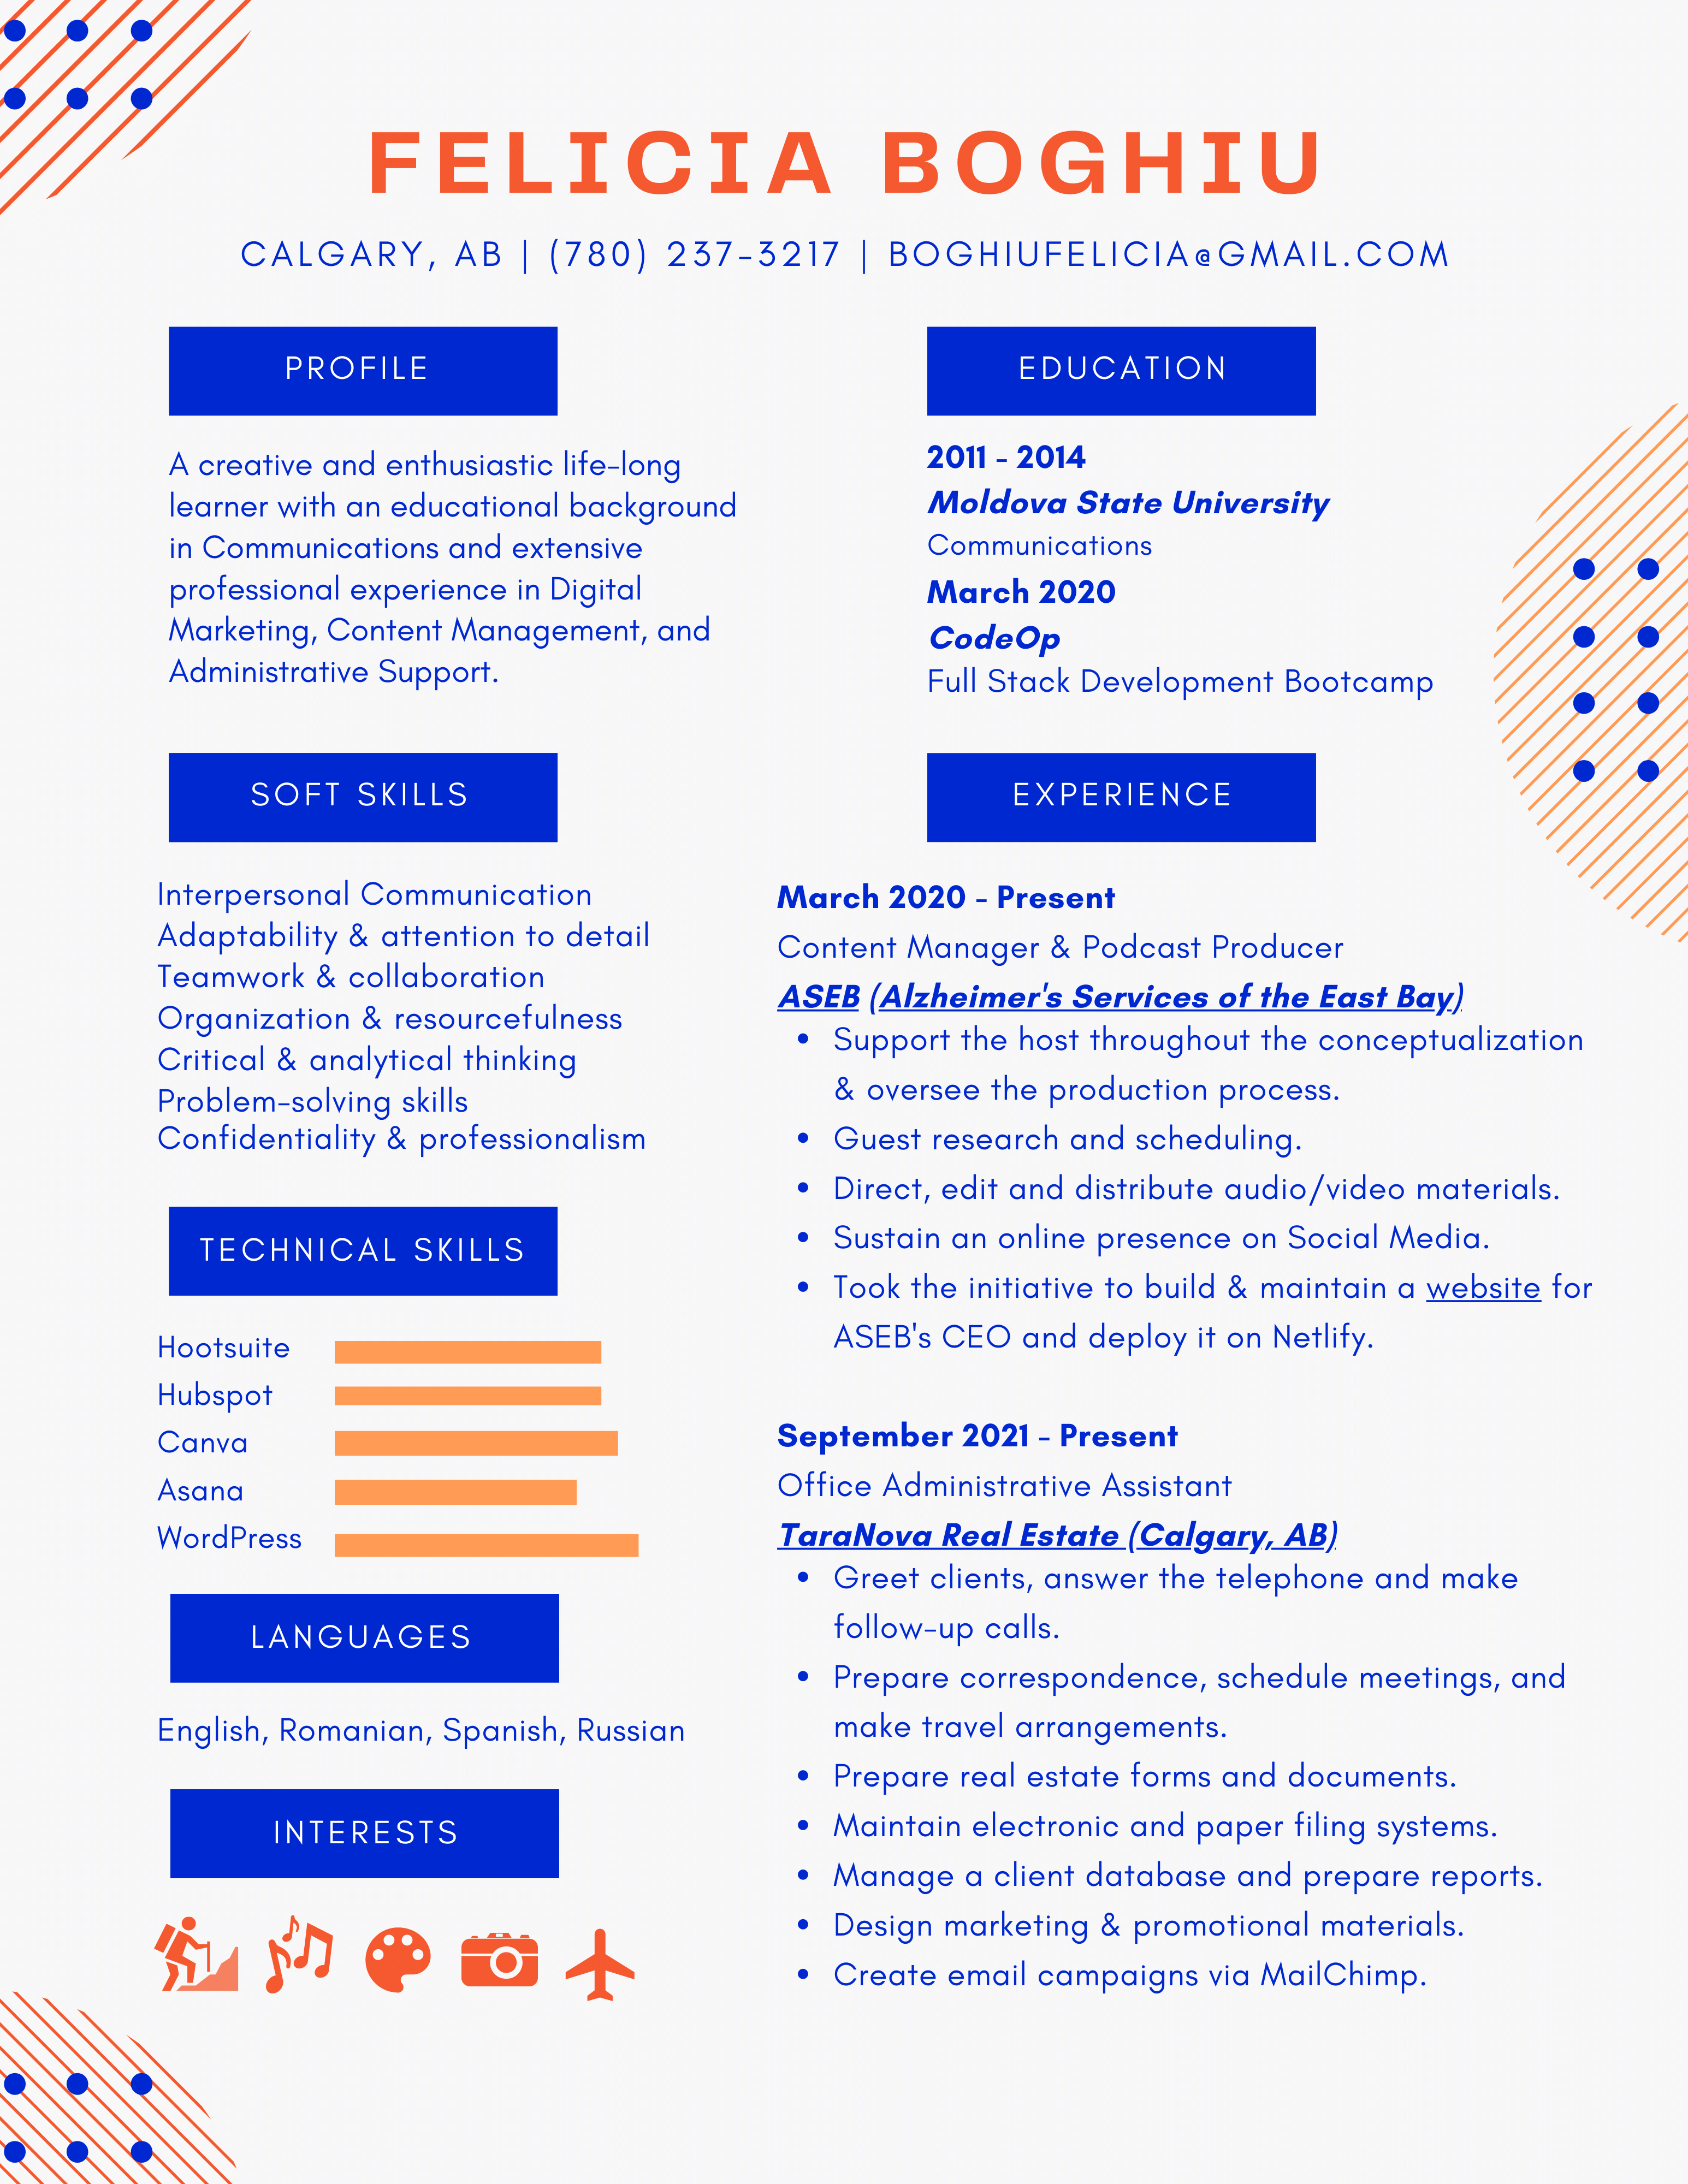 FELICIA BOGHIU
CALGARY, AB | (780) 237-3217 | BOGHIUFELICIA@GMAIL.COM
PROFILE
A creative and enthusiastic life-long
learner with an educational background
in Communications and extensive
professional experience in Digital
Marketing, Content Management, and
Administrative Support.
SOFT SKILLS
Interpersonal Communication
Adaptability & attention to detail
Teamwork & collaboration
Organization & resourcefulness
Critical & analytical thinking
Problem-solving skills
Confidentiality & professionalism
TECHNICAL SKILLS
Hootsuite
Hubspot
Canva
Asana
WordPress
LANGUAGES
English, Romanian, Spanish, Russian
INTERESTS
EDUCATION
2011 - 2014
Moldova State University
Communications
March 2020
CodeOp
Full Stack Development Bootcamp
EXPERIENCE
March 2020 - Present
Content Manager & Podcast Producer
ASEB (Alzheimer's Services of the East Bay)
• Support the host throughout the conceptualization
& oversee the production process.
• Guest research and scheduling.
• Direct, edit and distribute audio/video materials.
• Sustain an online presence on Social Media.
• Took the initiative to build & maintain a website for
ASEB's CEO and deploy it on Netlify.
September 2021 - Present
Office Administrative Assistant
TaraNova Real Estate (Calgary, AB)
• Greet clients, answer the telephone and make
follow-up calls.
• Prepare correspondence, schedule meetings, and
make travel arrangements.
• Prepare real estate forms and documents.
• Maintain electronic and paper filing systems.
• Manage a client database and prepare reports.
• Design marketing & promotional materials.
• Create email campaigns via MailChimp.